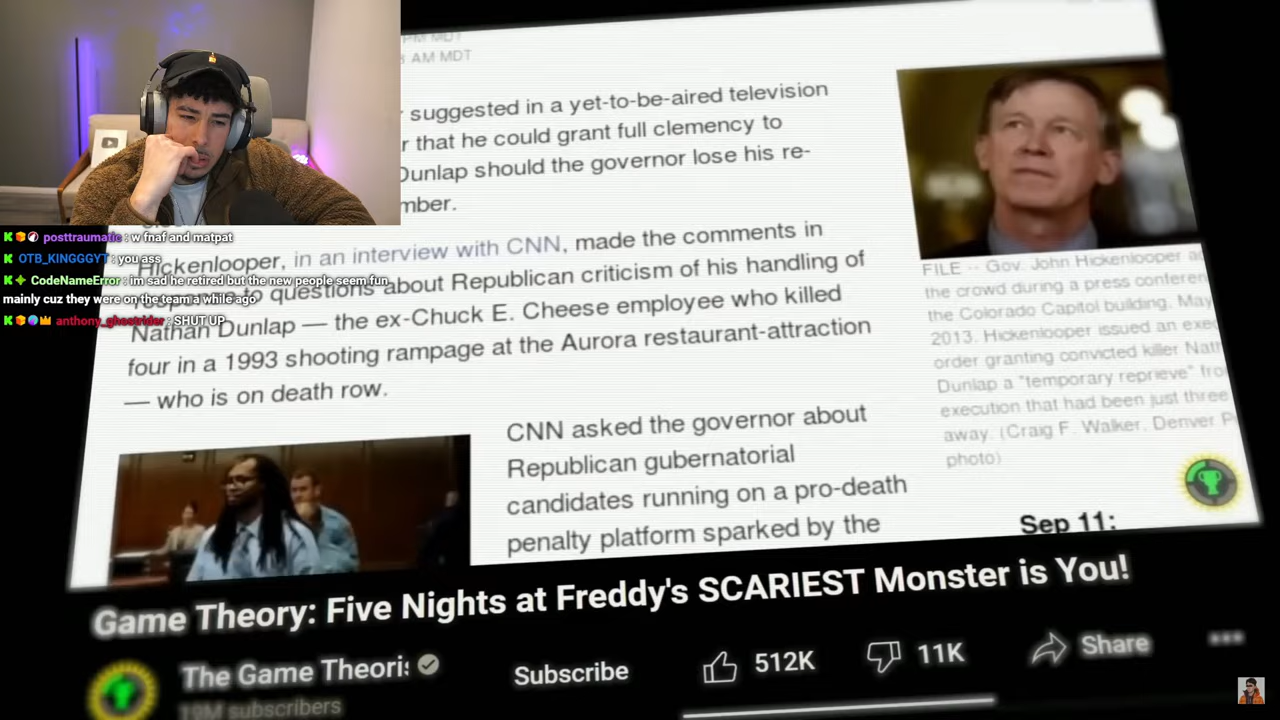 PM MDT
AM MDT
suggested in a yet-to-be-aired television
that he could grant full clemency to
Dunlap should the governor lose his re-
mber.
posttraumatic: w fnaf and matpat
OTB_KINGGGYT: you ass
CodeNameError: im sad he retired but the new people seem fun
mainly cuz they were on the team a while ago
anthony_ghostrider: SHUT UP
Hickenlooper, in an interview with CNN, made the comments in
questions about Republican criticism of his handling of
Nathan Dunlap — the ex-Chuck E. Cheese employee who killed
four in a 1993 shooting rampage at the Aurora restaurant-attraction
— who is on death row.
CNN asked the governor about
Republican gubernatorial
candidates running on a pro-death
penalty platform sparked by the
FILE -- Gov. John Hickenlooper
the crowd during a press conferen
the Colorado Capitol building. May
2013. Hickenlooper issued an exe
order granting convicted killer Nath
Dunlap a "temporary reprieve" fro
execution that had been just three
away. (Craig F. Walker, Denver P
photo)
Sep 11:
Game Theory: Five Nights at Freddy's SCARIEST Monster is You!
The Game Theoris
19M subscribers
Subscribe
512K
11K
Share